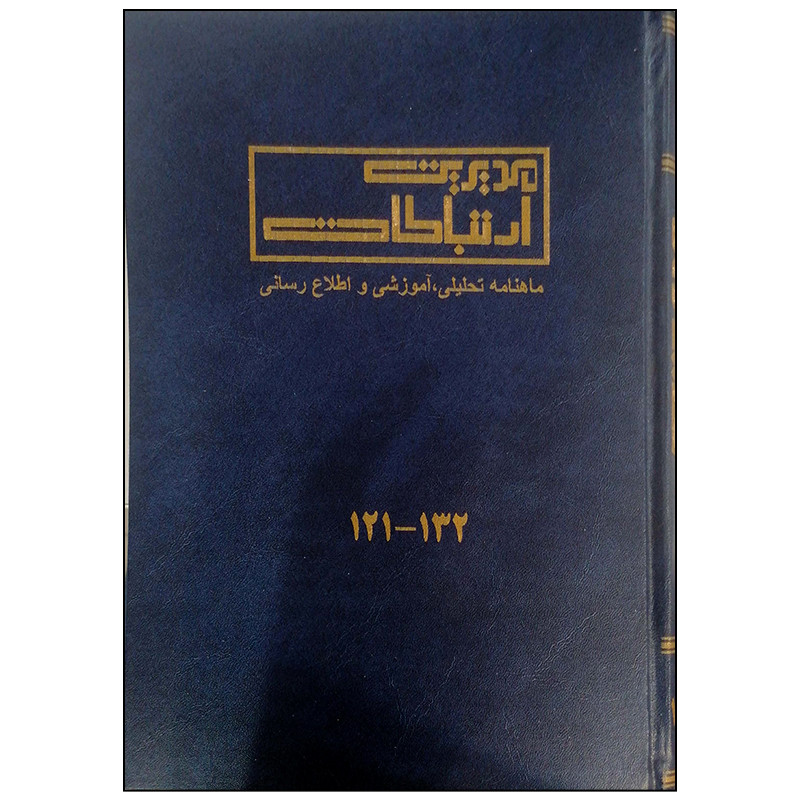 مدیریت
ارتباطات
ماهنامه تحلیلی، آموزشی و اطلاع رسانی
۱۲۱-۱۳۲